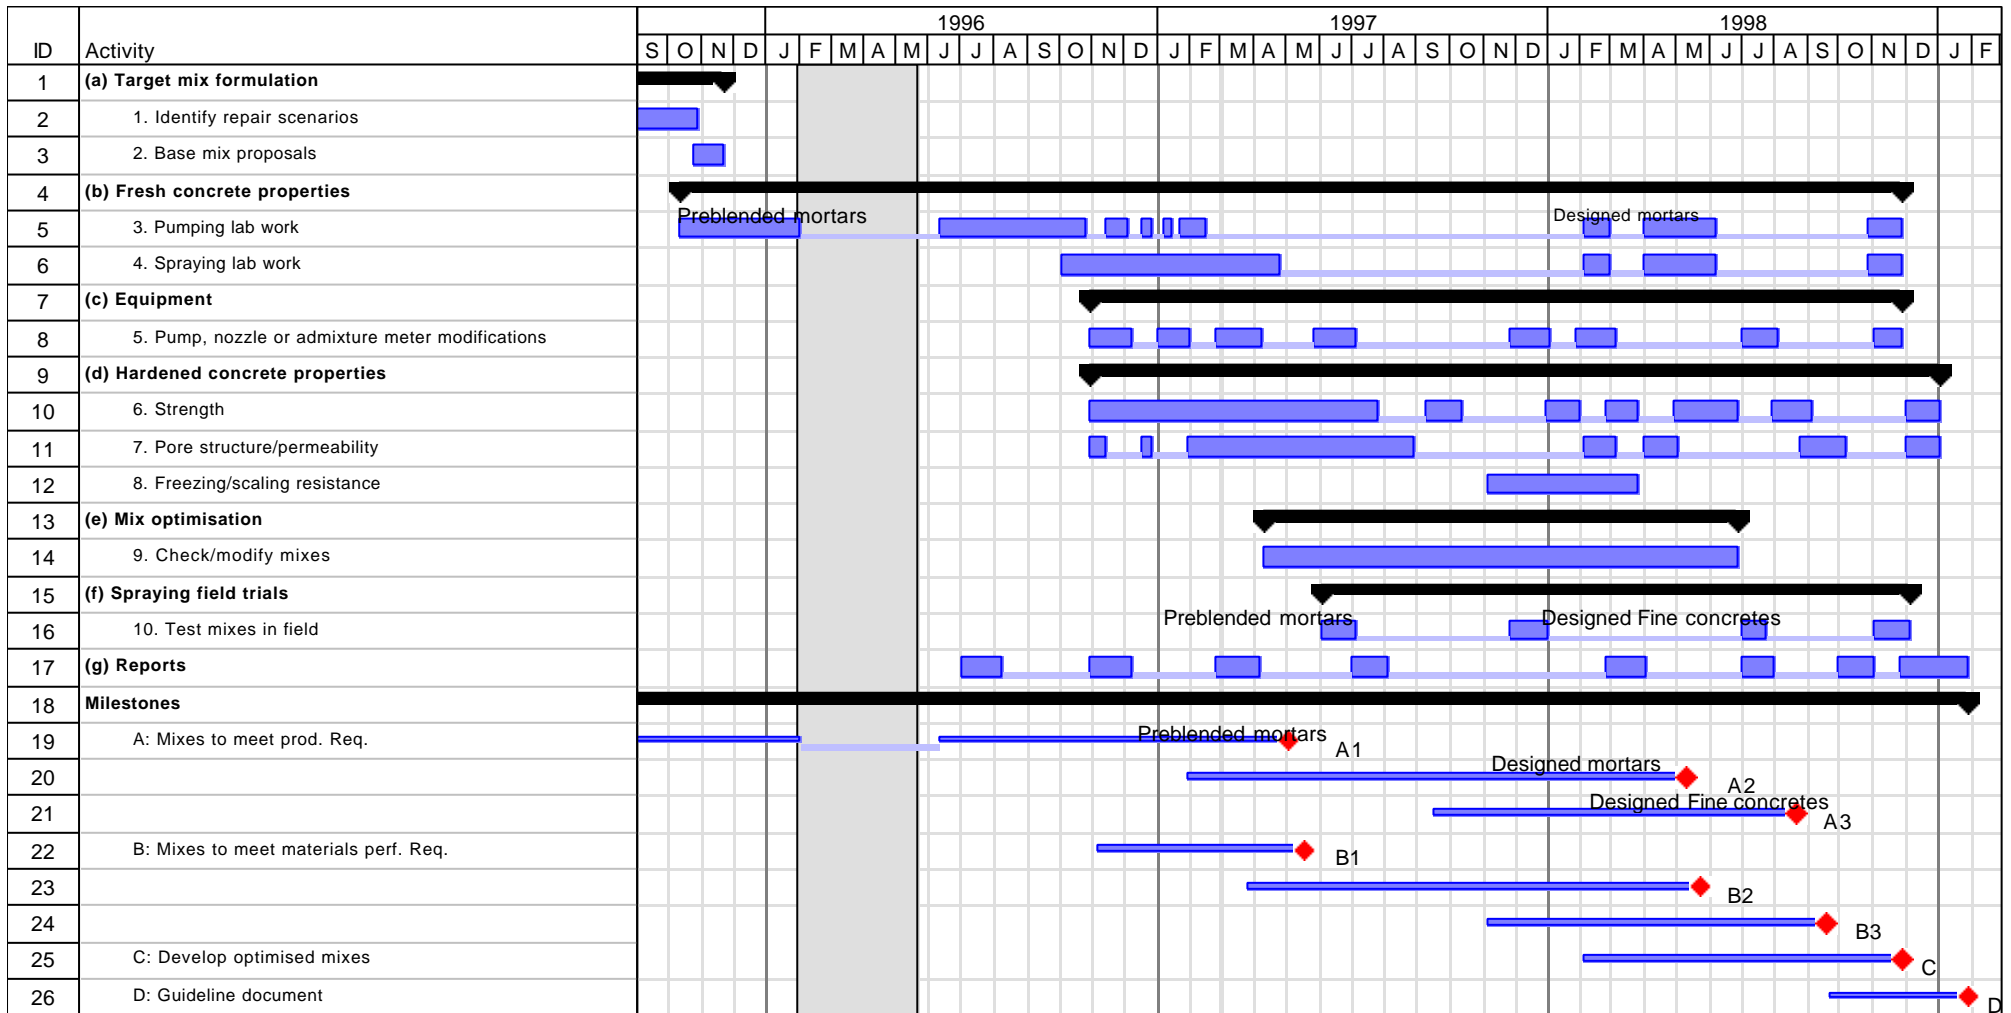 1996 1997 1998
ID Activity S O N D J F M A M J J A S O N D J F M A M J J A S O N D J F M A M J J A S O N D J F
1 (a) Target mix formulation
2 1. Identify repair scenarios
3 2. Base mix proposals
4 (b) Fresh concrete properties
Preblended mortars Designed mortars
5 3. Pumping lab work
6 4. Spraying lab work
7 (c) Equipment
8 5. Pump, nozzle or admixture meter modifications
9 (d) Hardened concrete properties
10 6. Strength
11 7. Pore structure/permeability
12 8. Freezing/scaling resistance
13 (e) Mix optimisation
14 9. Check/modify mixes
15 (f) Spraying field trials
Preblended mortars Designed Fine concretes
16 10. Test mixes in field
17 (g) Reports
18 Milestones
19 A: Mixes to meet prod. Req. Preblended mortars A1
20 Designed mortars A2
21 Designed Fine concretes A3
22 B: Mixes to meet materials perf. Req. B1
23 B2
24 B3
25 C: Develop optimised mixes C
26 D: Guideline document D